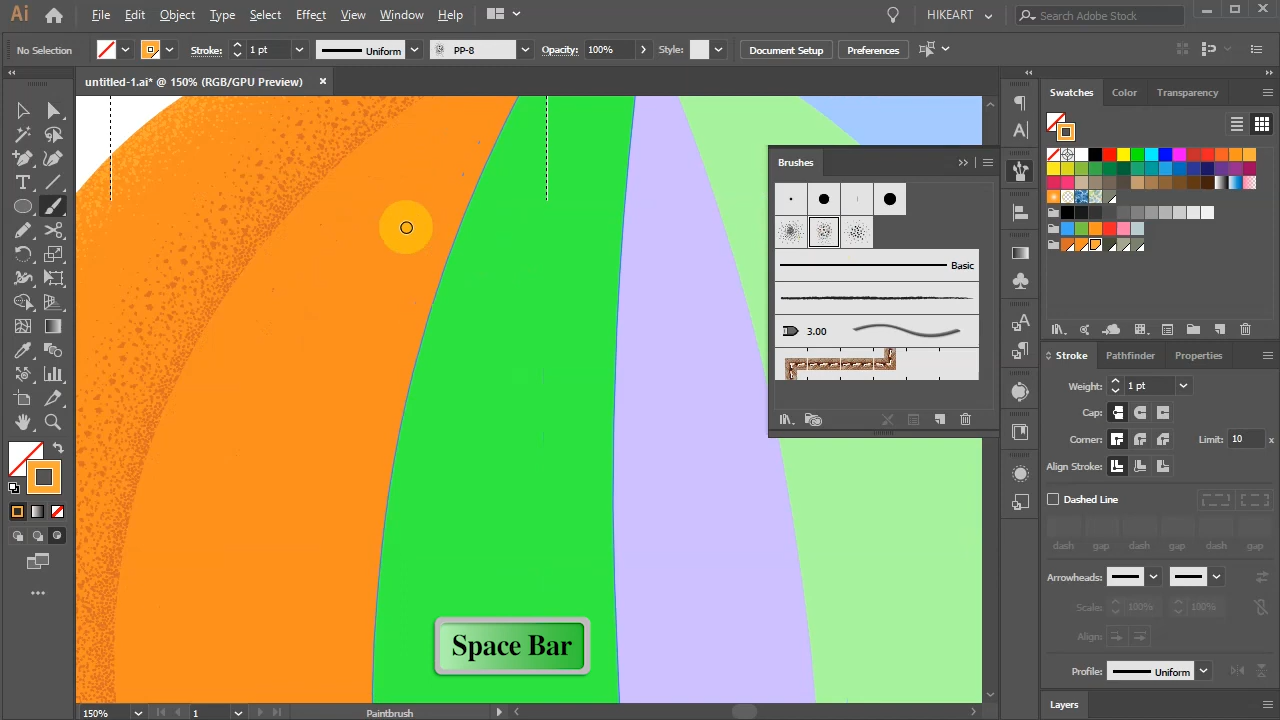 Ai File Edit Object Type Select Effect View Window Help HIKEART Search Adobe Stock
No Selection Stroke: 1 pt Uniform PP-8 Opacity: 100% Style: Document Setup Preferences
untitled-1.ai* @ 150% (RGB/GPU Preview) ×
Swatches Color Transparency
Brushes
Basic
3.00
Stroke Pathfinder Properties
Weight: 1 pt
Cap:
Corner: Limit: 10 x
Align Stroke:
Dashed Line
dash gap dash gap dash gap
Arrowheads:
Scale: 100% 100%
Align:
Profile: Uniform
Layers
Space Bar
150% 1 Paintbrush